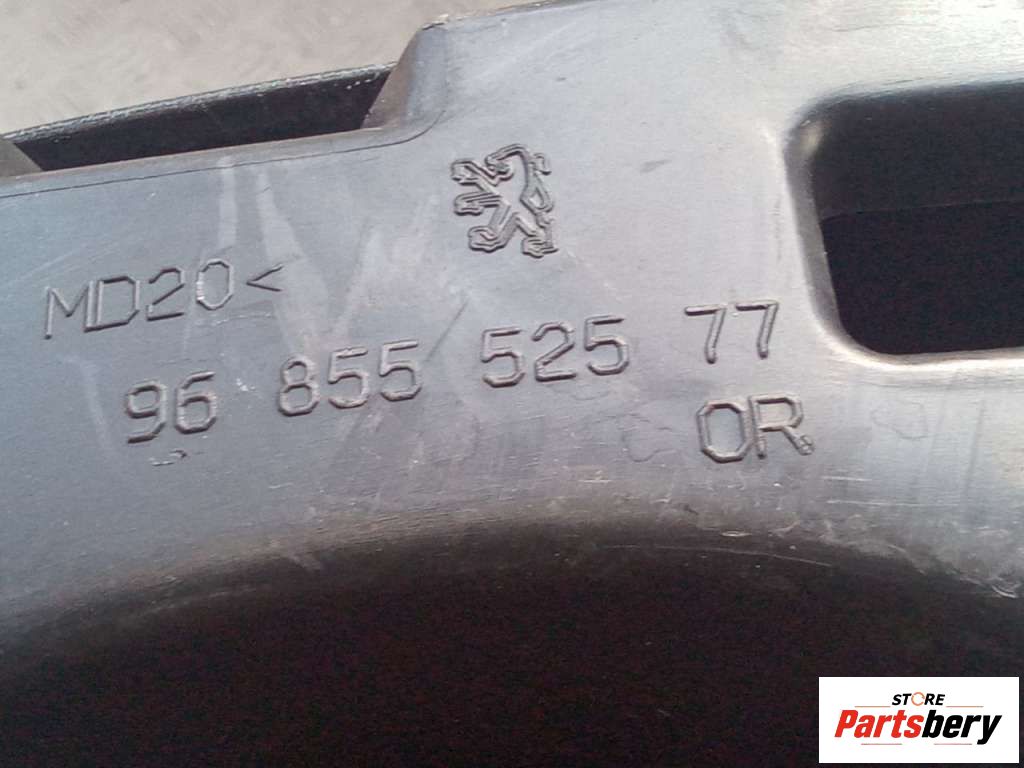 MD20<
96 855 525 77
OR
STORE
Partsbery